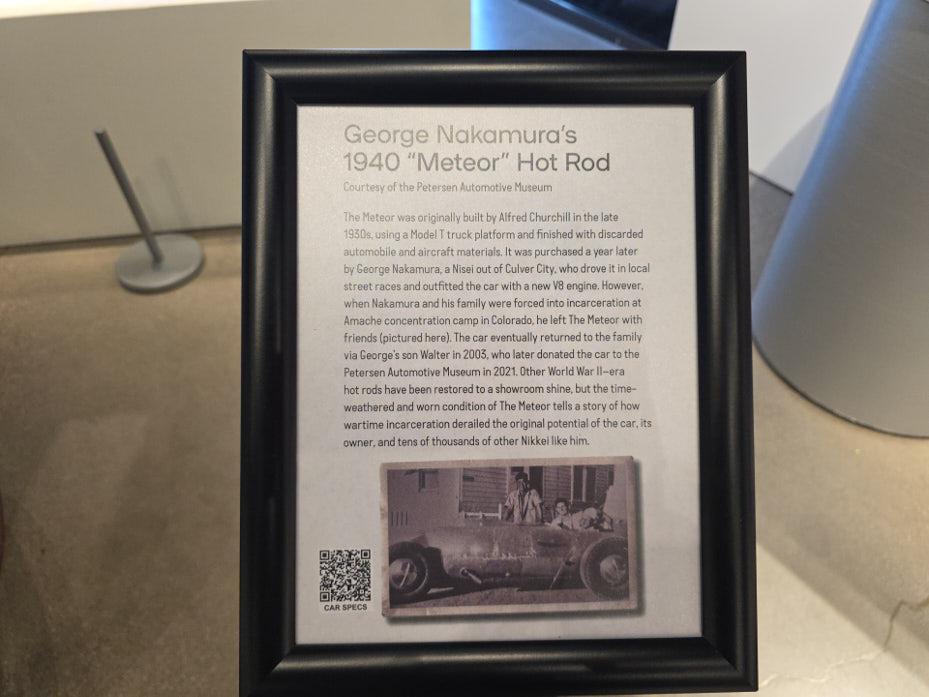 George Nakamura's
1940 “Meteor” Hot Rod
Courtesy of the Petersen Automotive Museum
The Meteor was originally built by Alfred Churchill in the late
1930s, using a Model T truck platform and finished with discarded
automobile and aircraft materials. It was purchased a year later
by George Nakamura, a Nisei out of Culver City, who drove it in local
street races and outfitted the car with a new V8 engine. However,
when Nakamura and his family were forced into incarceration at
Amache concentration camp in Colorado, he left The Meteor with
friends (pictured here). The car eventually returned to the family
via George's son Walter in 2003, who later donated the car to the
Petersen Automotive Museum in 2021. Other World War II–era
hot rods have been restored to a showroom shine, but the time-
weathered and worn condition of The Meteor tells a story of how
wartime incarceration derailed the original potential of the car, its
owner, and tens of thousands of other Nikkei like him.
CAR SPECS